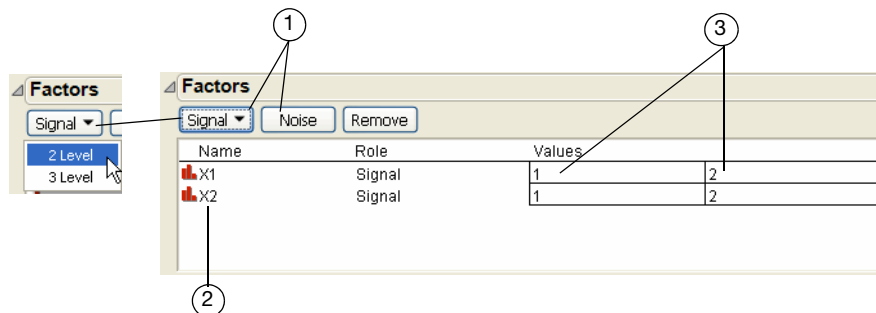 1
3
Factors
Signal
2 Level
3 Level
Factors
Signal Noise Remove
Name Role Values
X1 Signal 1 2
X2 Signal 1 2
2